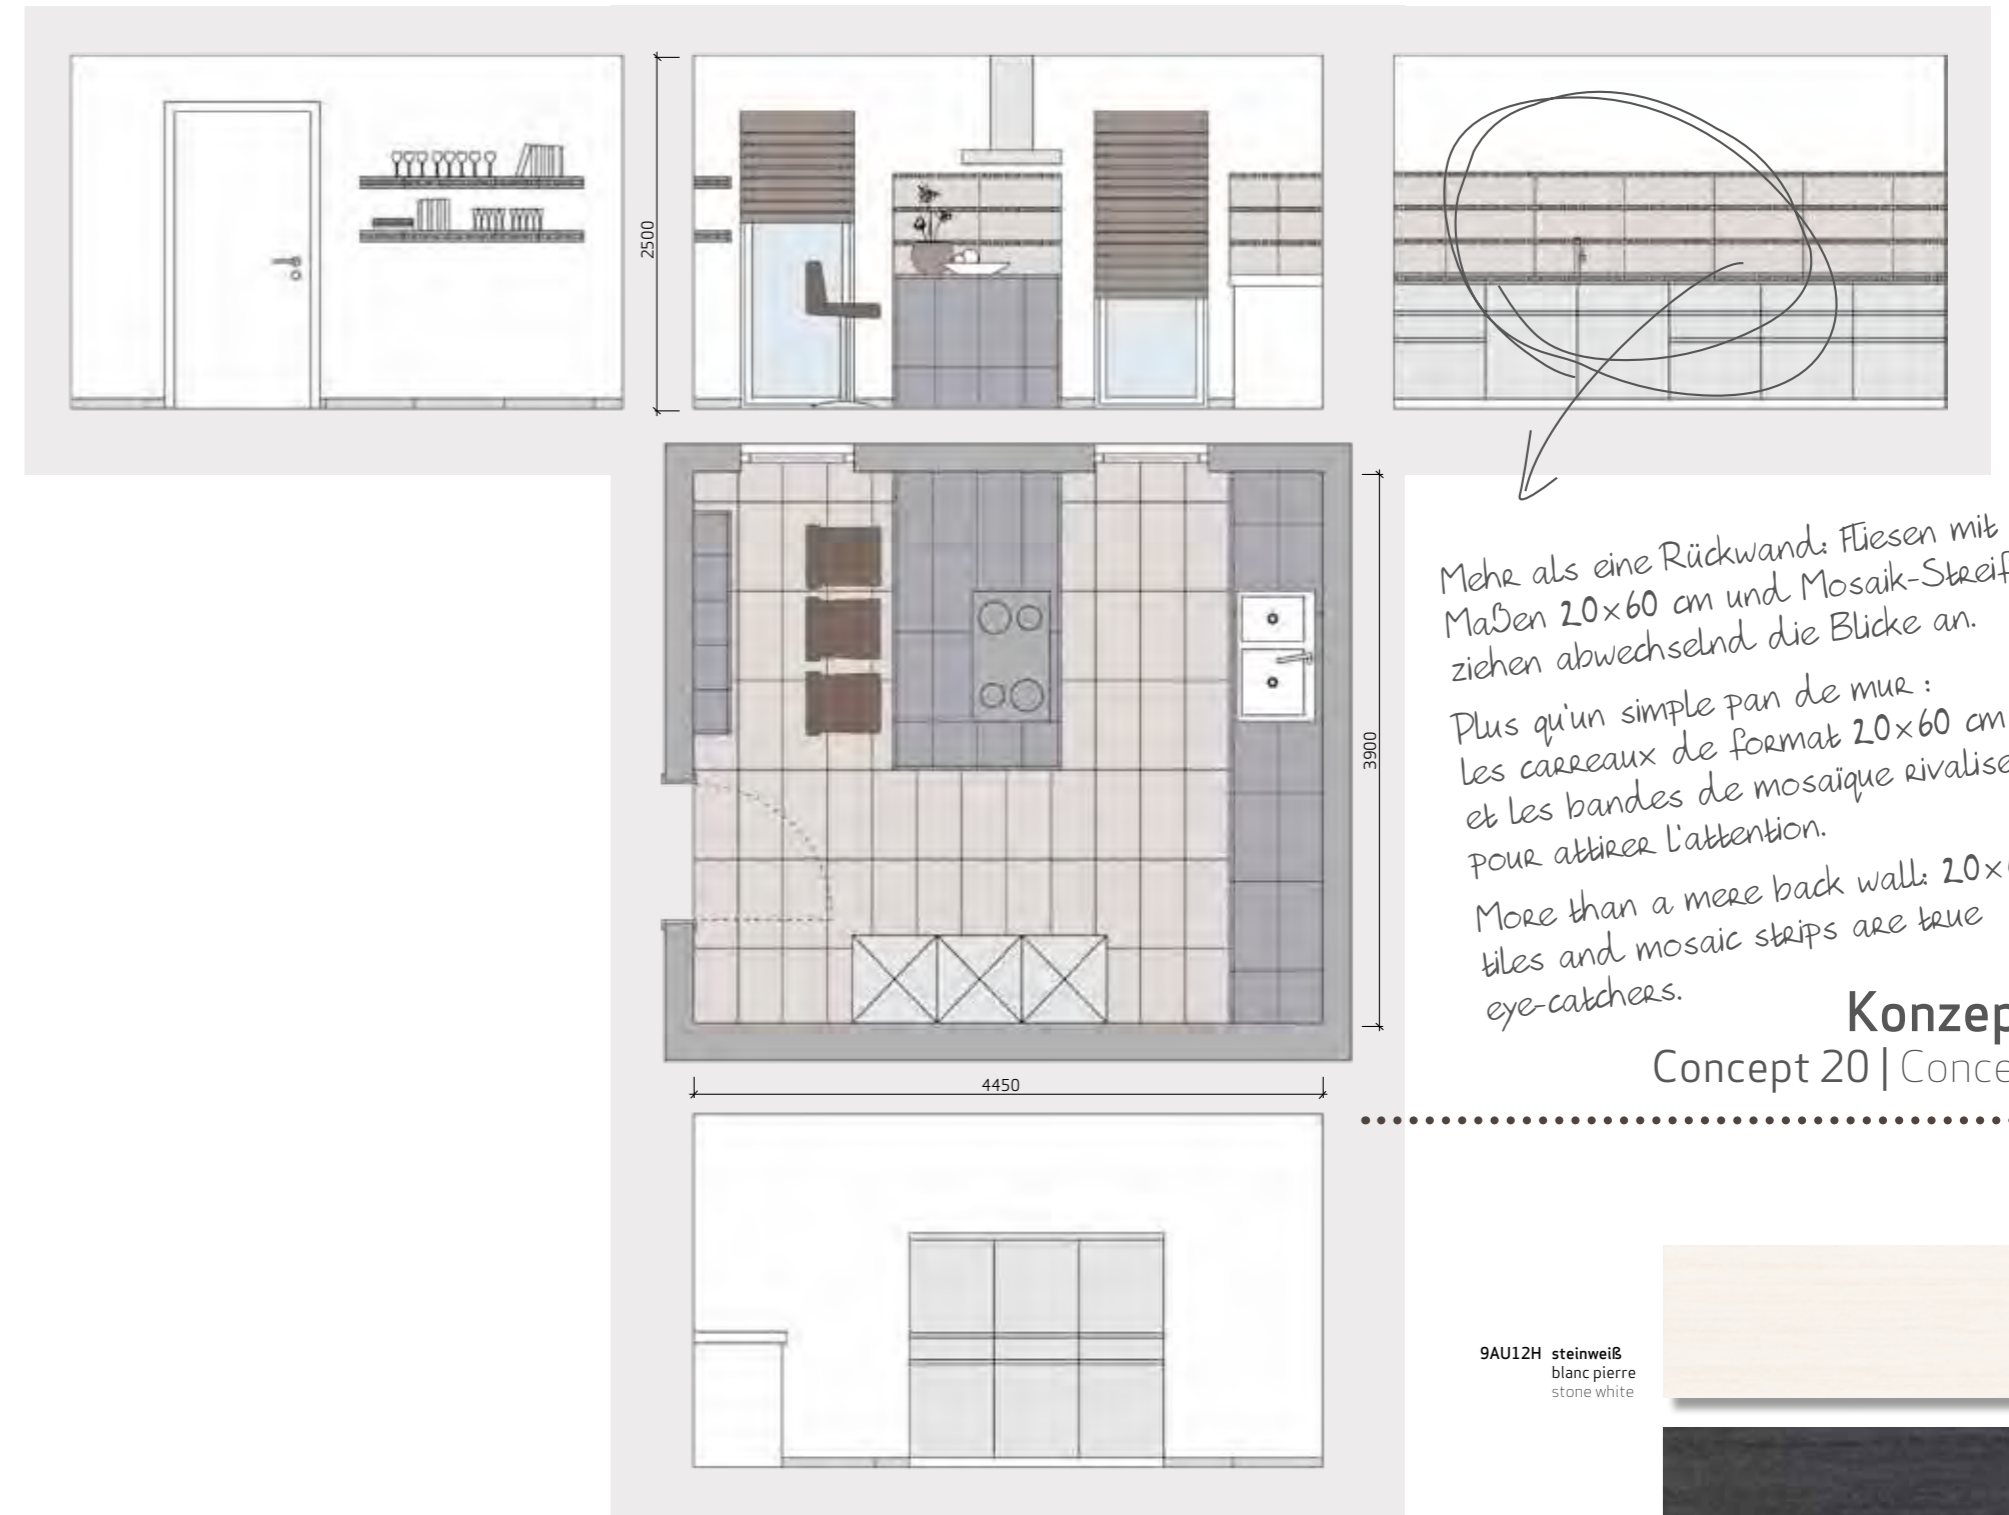 2500
3900
4450
Mehr als eine Rückwand: Fliesen mit
Maßen 20×60 cm und Mosaik-Streif
ziehen abwechselnd die Blicke an.
Plus qu'un simple pan de mur :
les carreaux de format 20×60 cm
et les bandes de mosaïque rivalise
pour attirer l'attention.
More than a mere back wall: 20×
tiles and mosaic strips are true
eye-catchers.
Konzep
Concept 20 | Conce
9AU12H steinweiß
blanc pierre
stone white